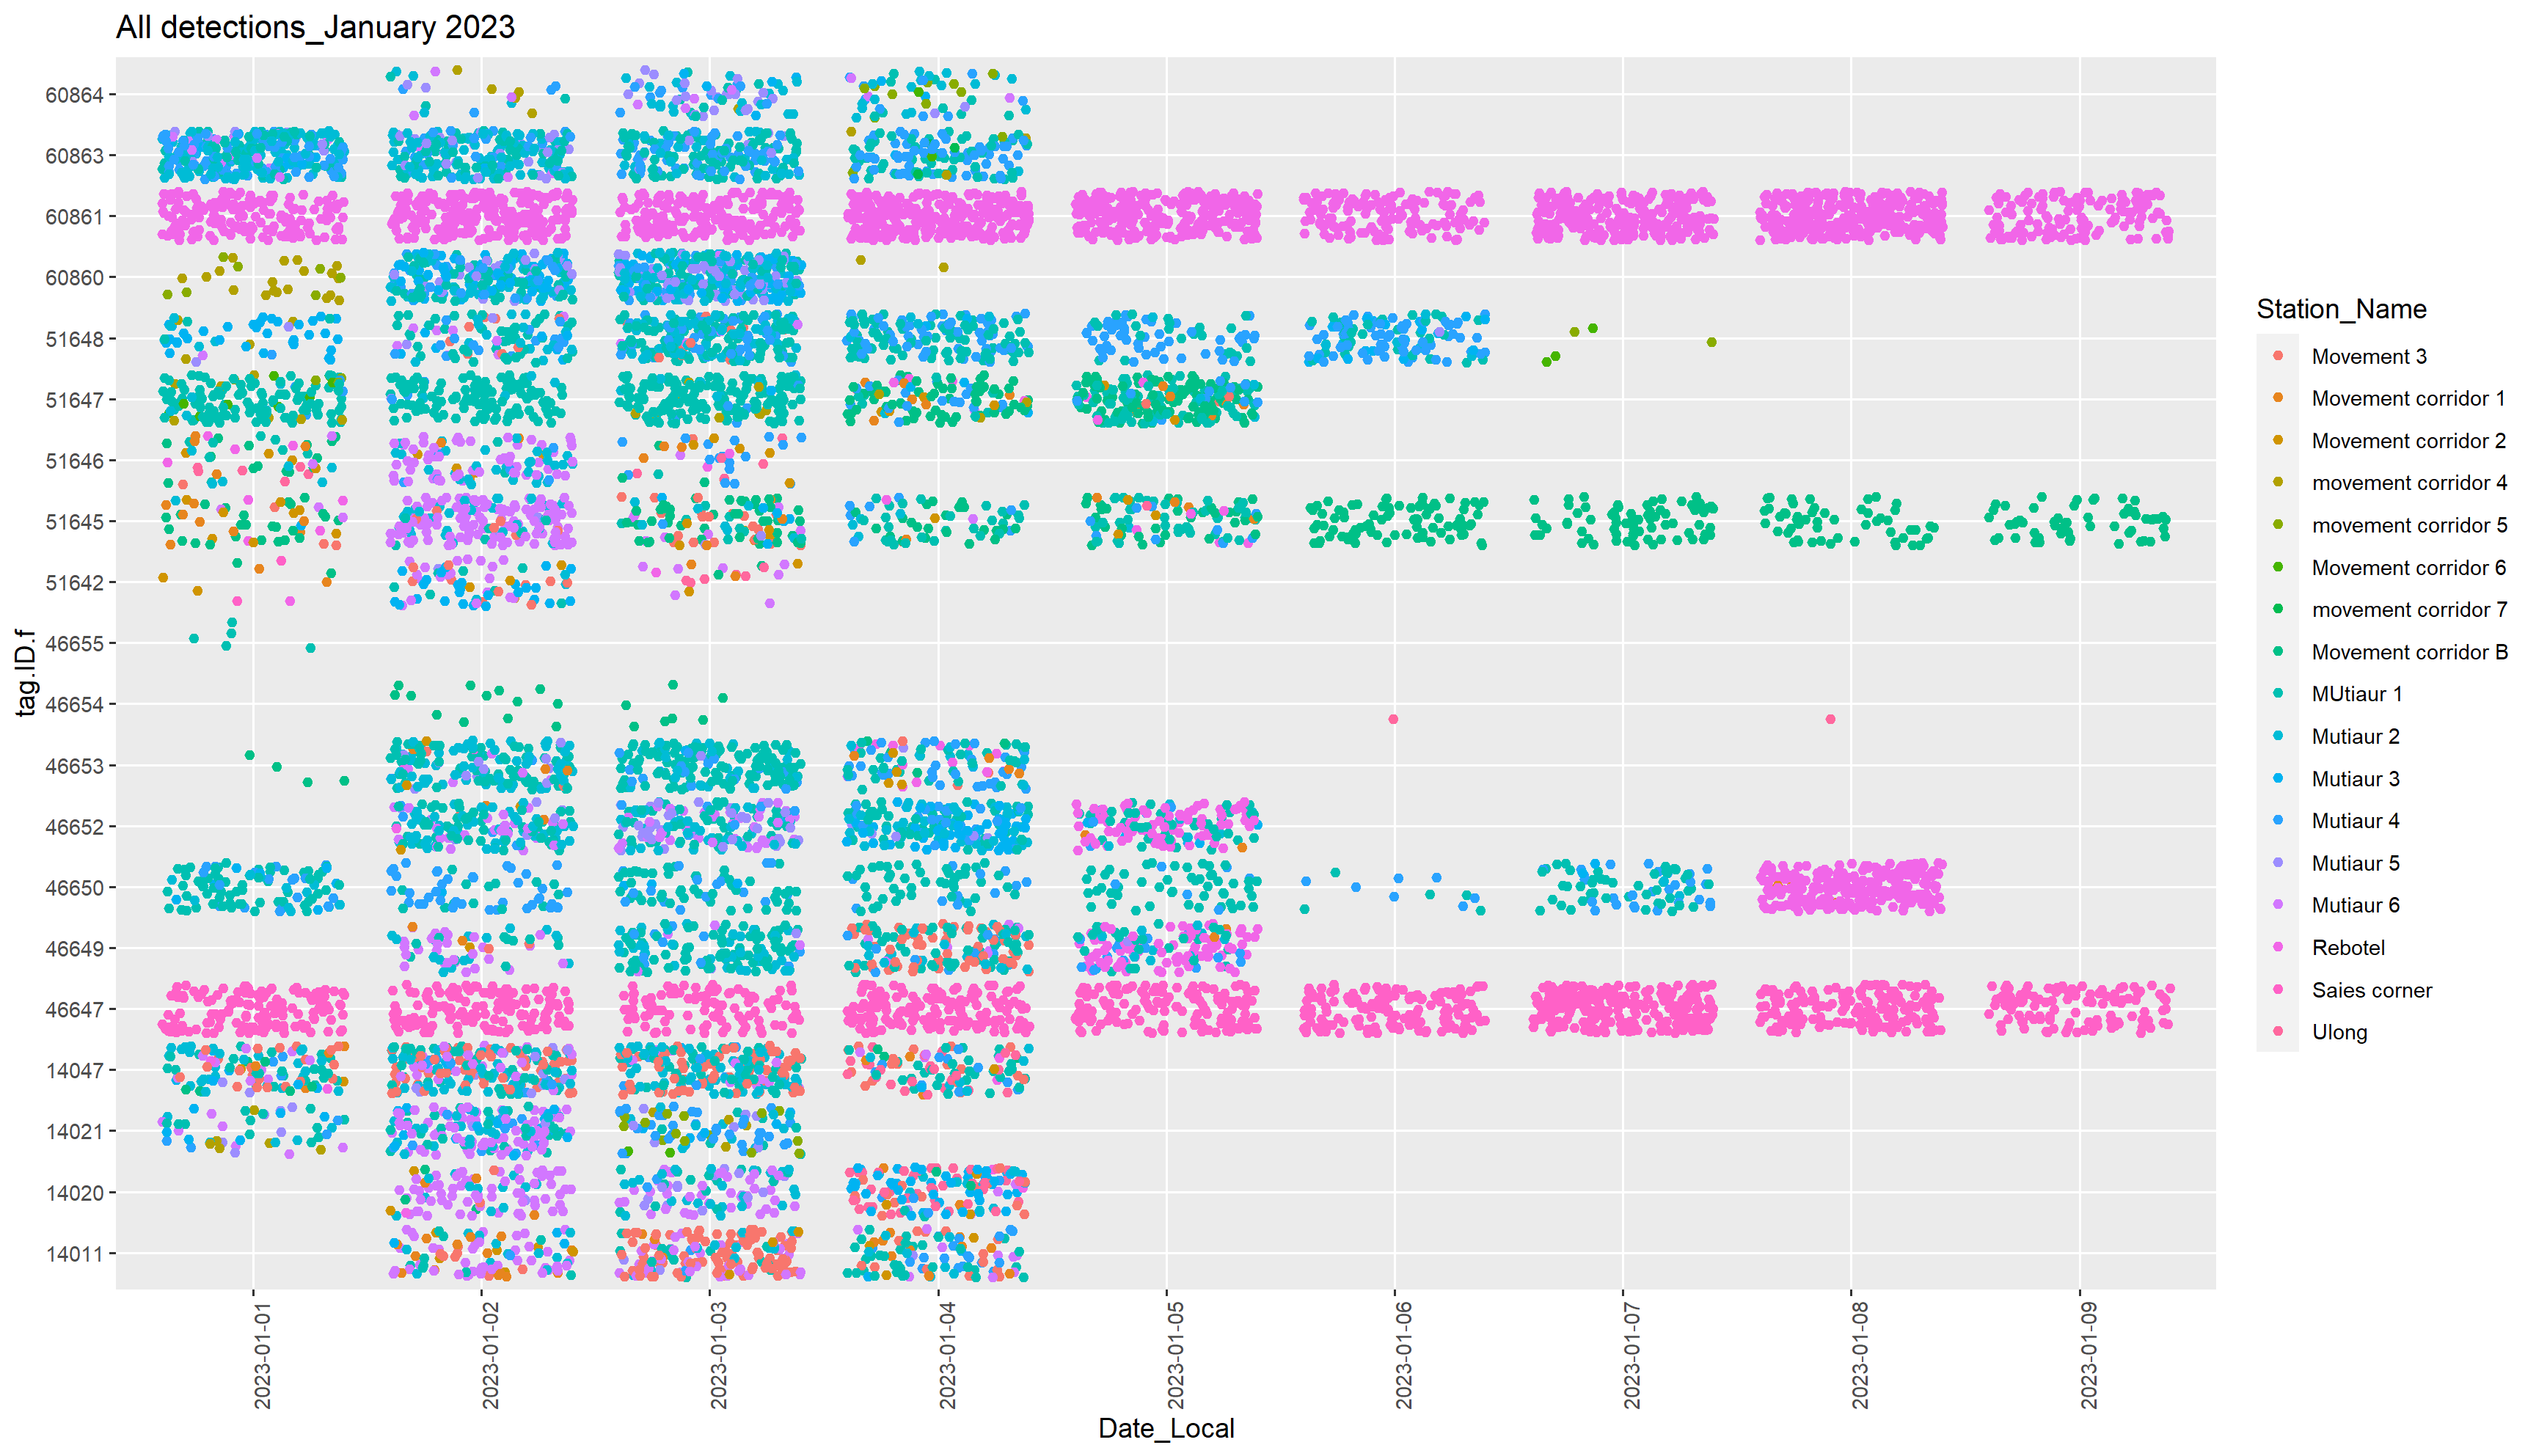 All detections_January 2023
tag.ID.f
60864
60863
60861
60860
51648
51647
51646
51645
51642
46655
46654
46653
46652
46650
46649
46647
14047
14021
14020
14011
2023-01-01
2023-01-02
2023-01-03
2023-01-04
2023-01-05
2023-01-06
2023-01-07
2023-01-08
2023-01-09
Date_Local
Station_Name
Movement 3
Movement corridor 1
Movement corridor 2
movement corridor 4
movement corridor 5
Movement corridor 6
movement corridor 7
Movement corridor B
MUtiaur 1
Mutiaur 2
Mutiaur 3
Mutiaur 4
Mutiaur 5
Mutiaur 6
Rebotel
Saies corner
Ulong